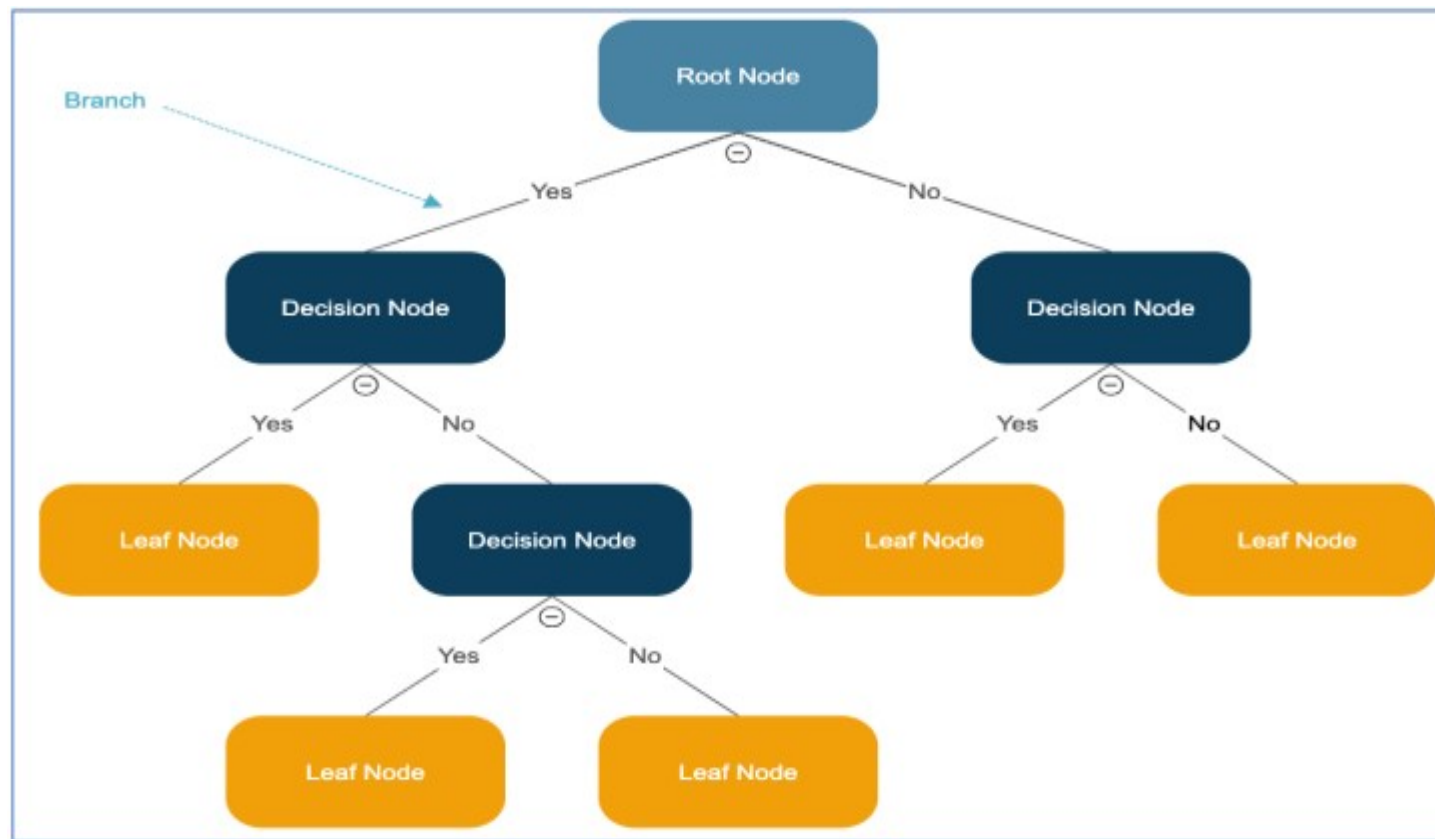 Root Node
Branch
Yes
No
Decision Node
Decision Node
Yes
No
Yes
No
Leaf Node
Decision Node
Leaf Node
Leaf Node
Yes
No
Leaf Node
Leaf Node